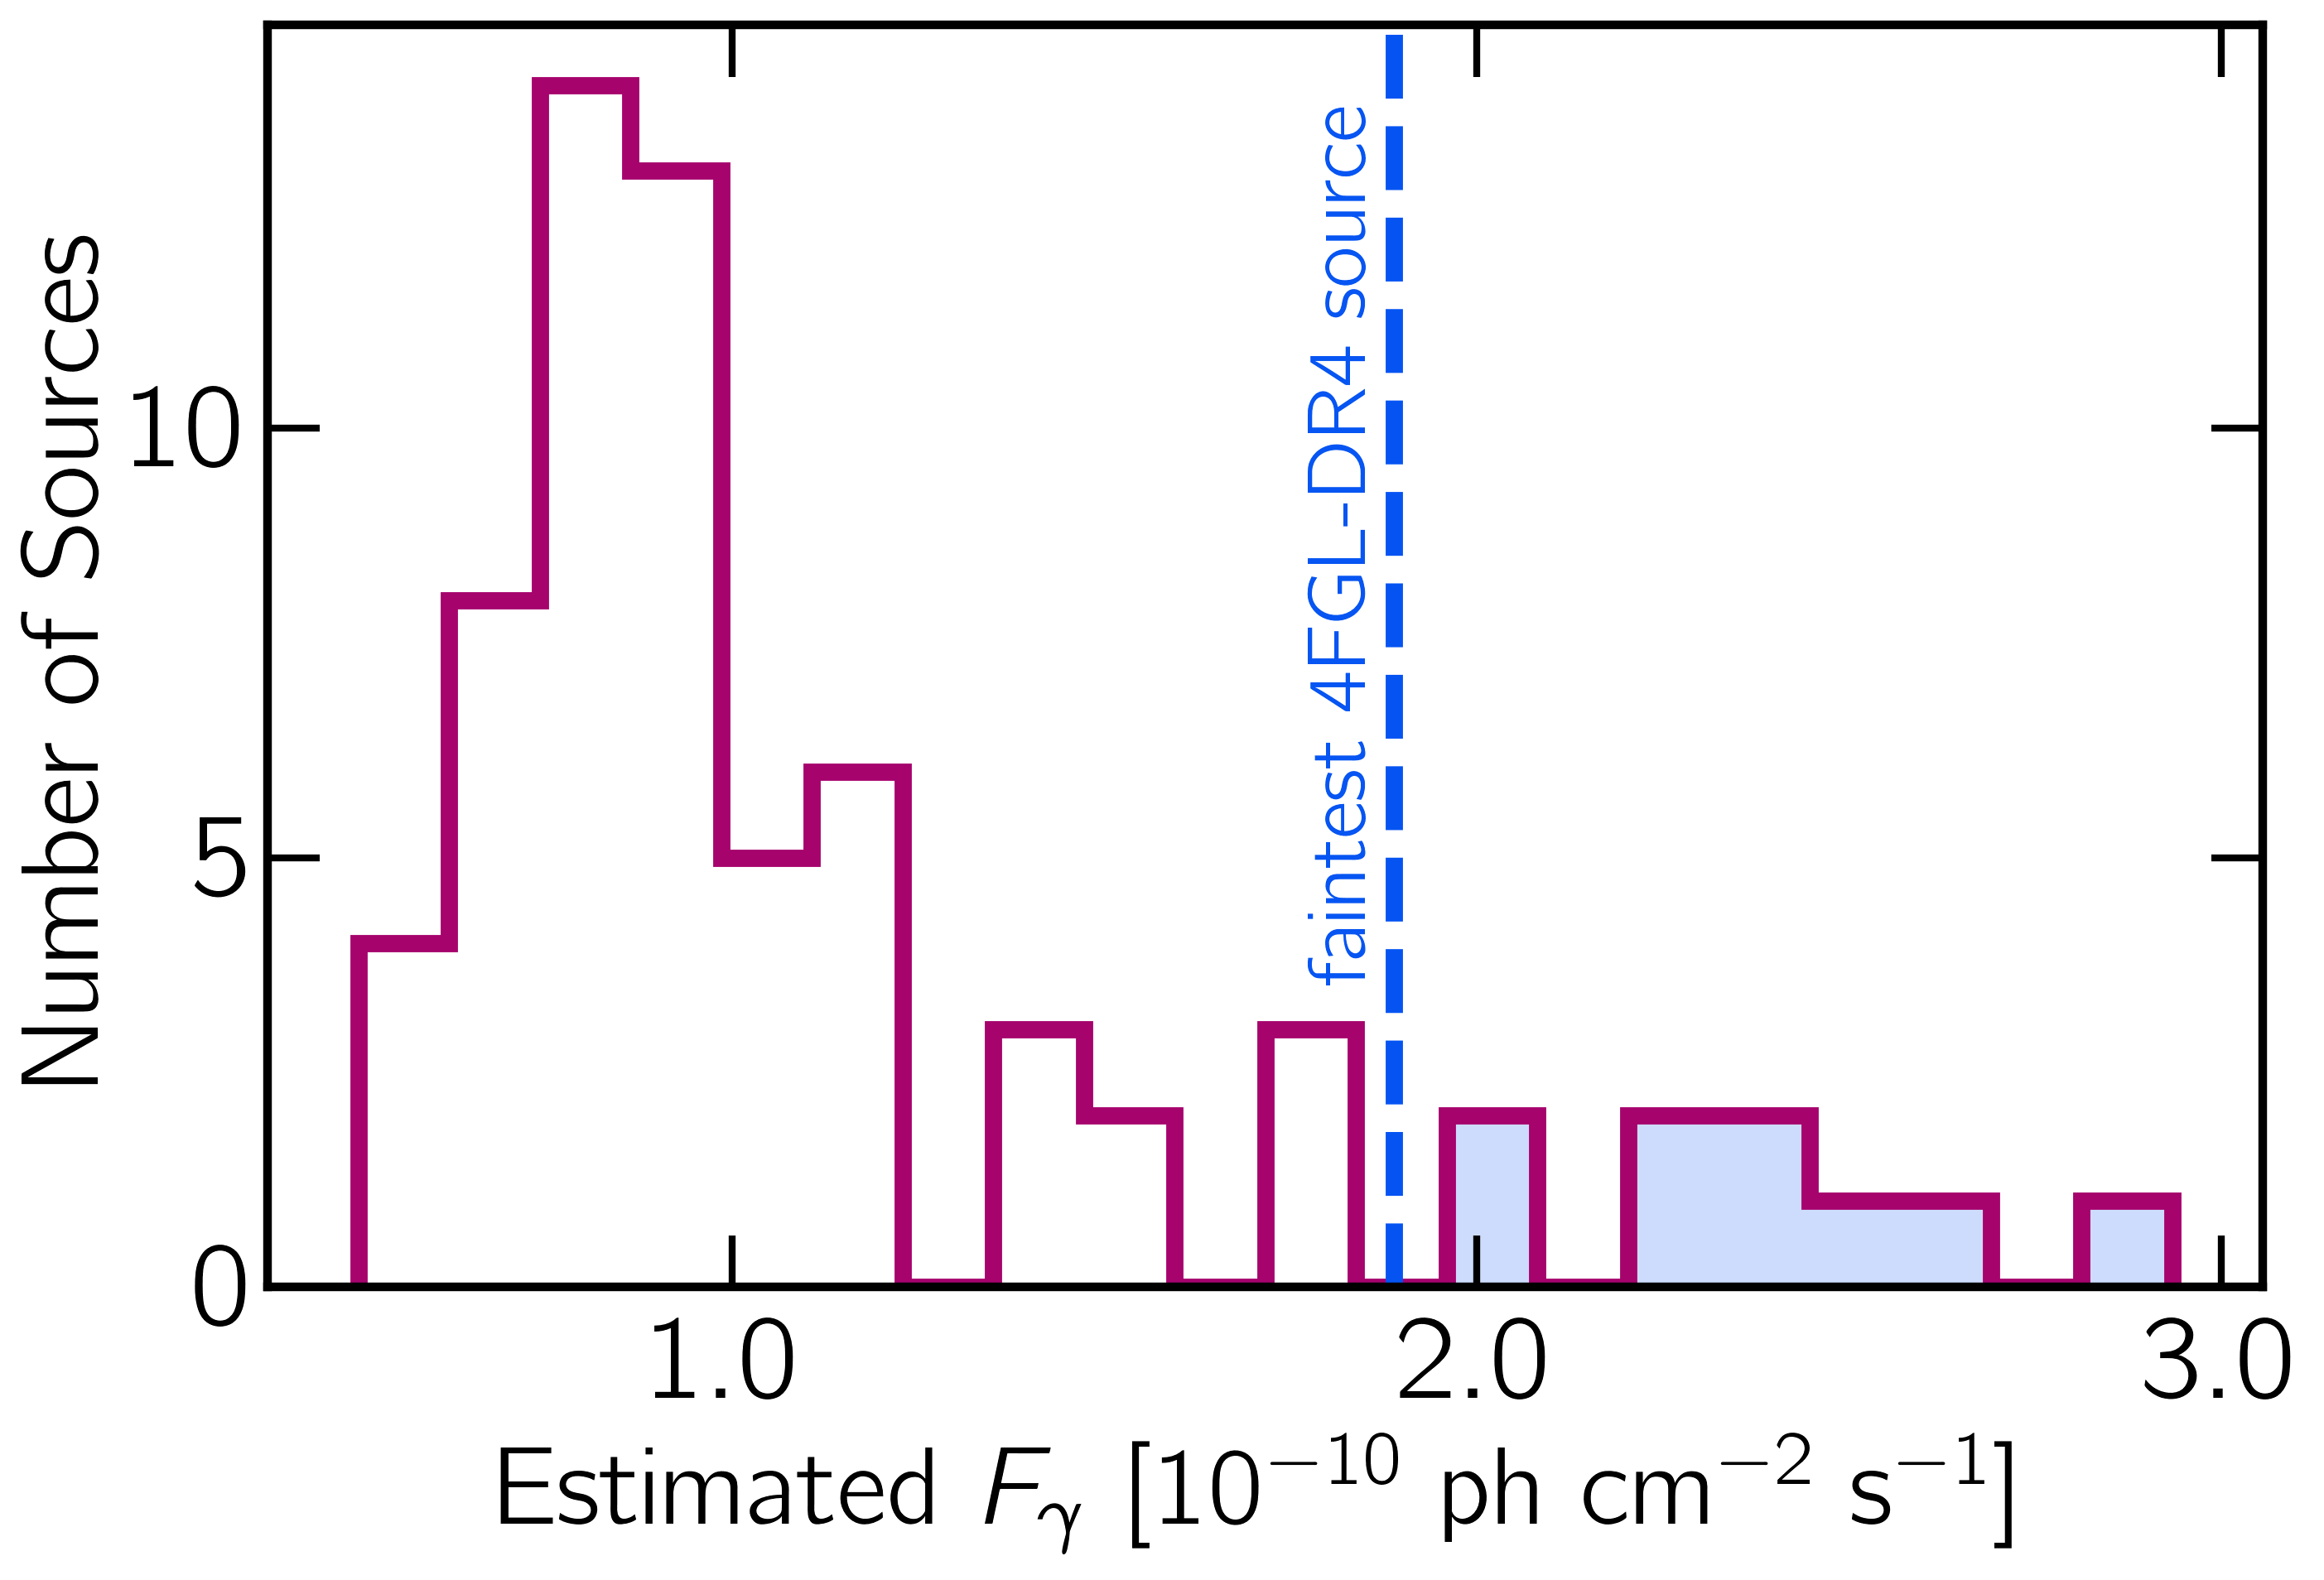 Number of Sources
10
5
0
faintest 4FGL-DR4 source
1.0 2.0 3.0
Estimated Fᵧ [10⁻¹⁰ ph cm⁻² s⁻¹]